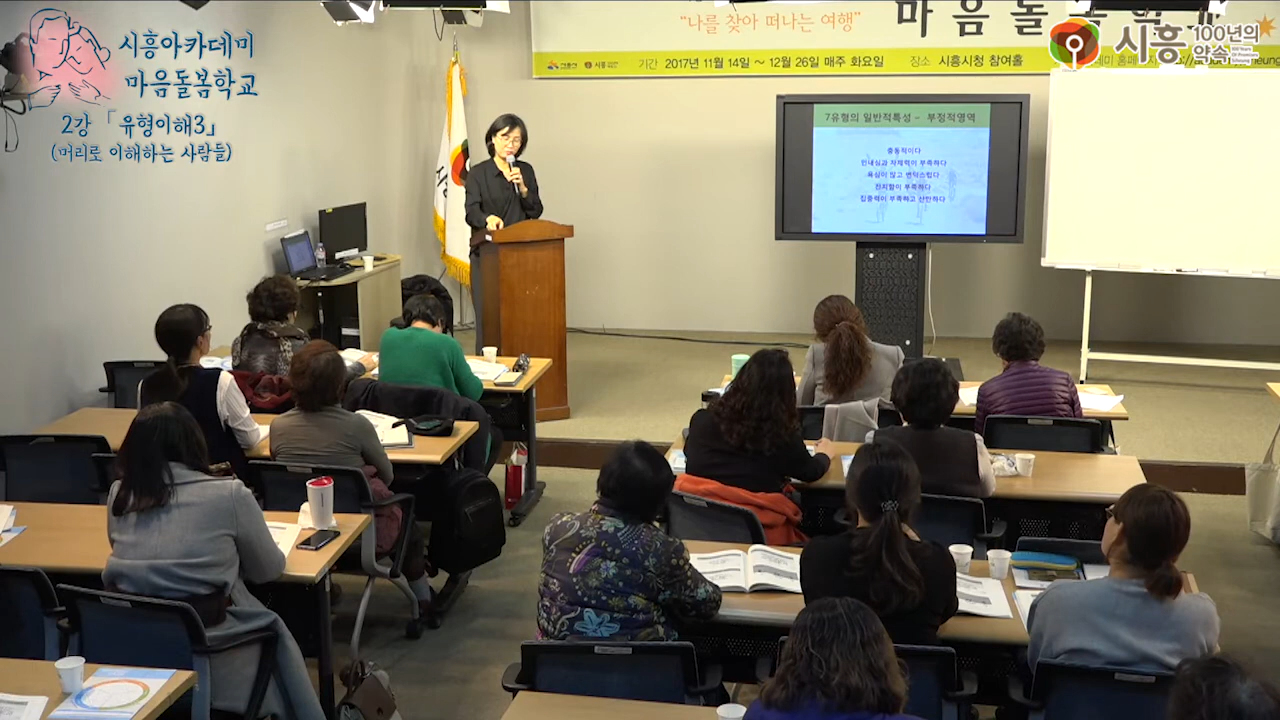 시흥아카데미
마음돌봄학교
2강 「유형이해3」
(머리로 이해하는 사람들)
"나를 찾아 떠나는 여행"
마음돌봄학교
시흥 100년의 약속
기간 2017년 11월 14일 ~ 12월 26일 매주 화요일 장소 시흥시청 참여홀
7유형의 일반적특성 - 부정적영역
충동적이다
인내심과 자제력이 부족하다
욕심이 많고 변덕스럽다
진지함이 부족하다
집중력이 부족하고 산만하다